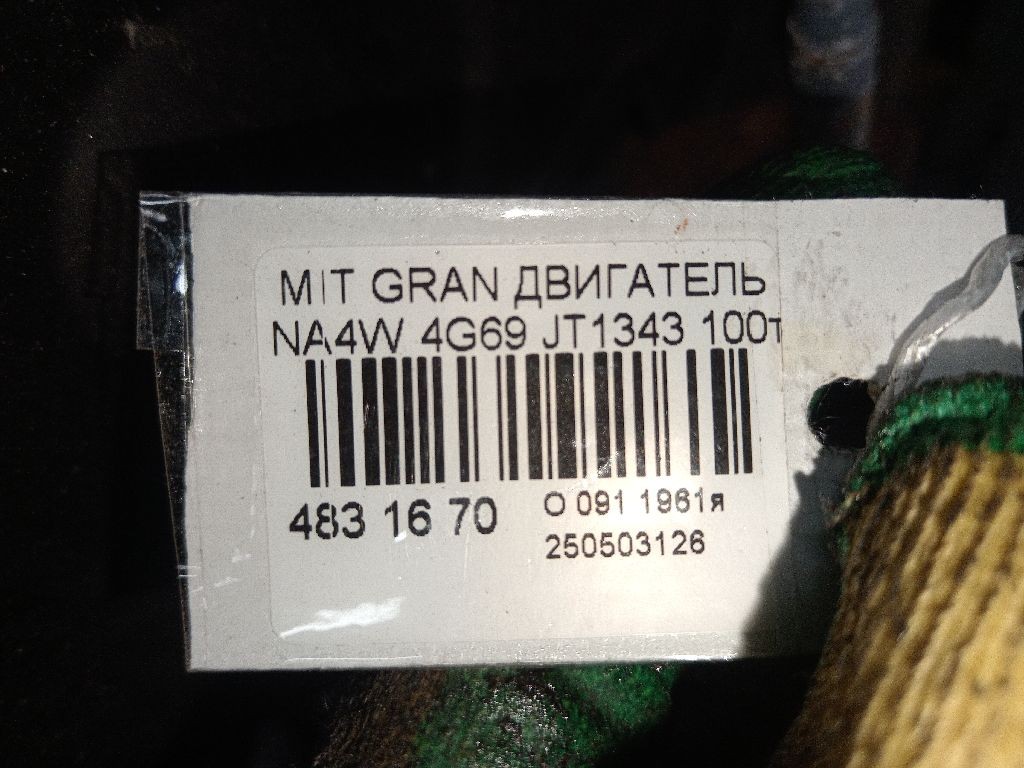 MIT GRAN ДВИГАТЕЛЬ
NA4W 4G69 JT1343 100т
483 16 70
О 091 1961я
250503126